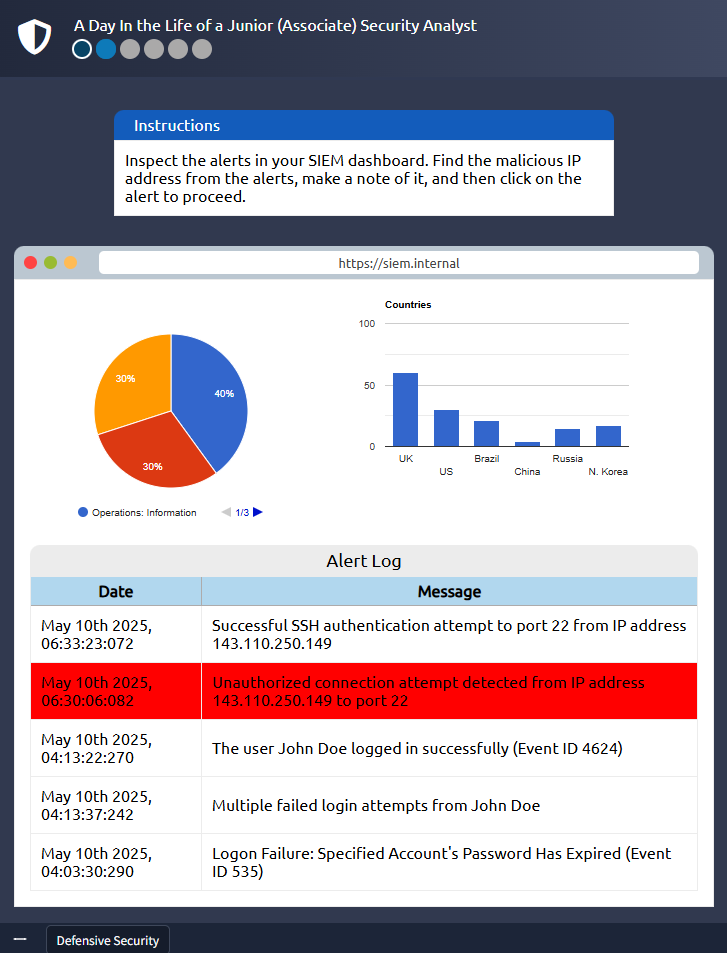 A Day In the Life of a Junior (Associate) Security Analyst
Instructions
Inspect the alerts in your SIEM dashboard. Find the malicious IP
address from the alerts, make a note of it, and then click on the
alert to proceed.
https://siem.internal
Countries
100
50
0
UK
US
Brazil
China
Russia
N. Korea
30%
40%
30%
Operations: Information
1/3
Alert Log
Date Message
May 10th 2025,
06:33:23:072
Successful SSH authentication attempt to port 22 from IP address
143.110.250.149
May 10th 2025,
06:30:06:082
Unauthorized connection attempt detected from IP address
143.110.250.149 to port 22
May 10th 2025,
04:13:22:270
The user John Doe logged in successfully (Event ID 4624)
May 10th 2025,
04:13:37:242
Multiple failed login attempts from John Doe
May 10th 2025,
04:03:30:290
Logon Failure: Specified Account's Password Has Expired (Event
ID 535)
Defensive Security